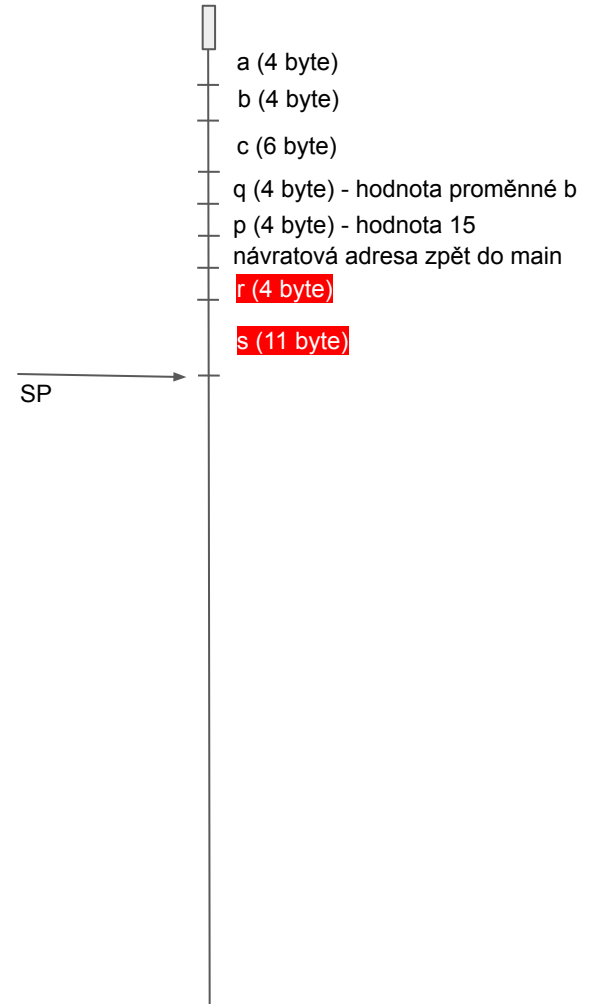 a (4 byte)
b (4 byte)
c (6 byte)
q (4 byte) - hodnota proměnné b
p (4 byte) - hodnota 15
návratová adresa zpět do main
r (4 byte)
s (11 byte)
SP